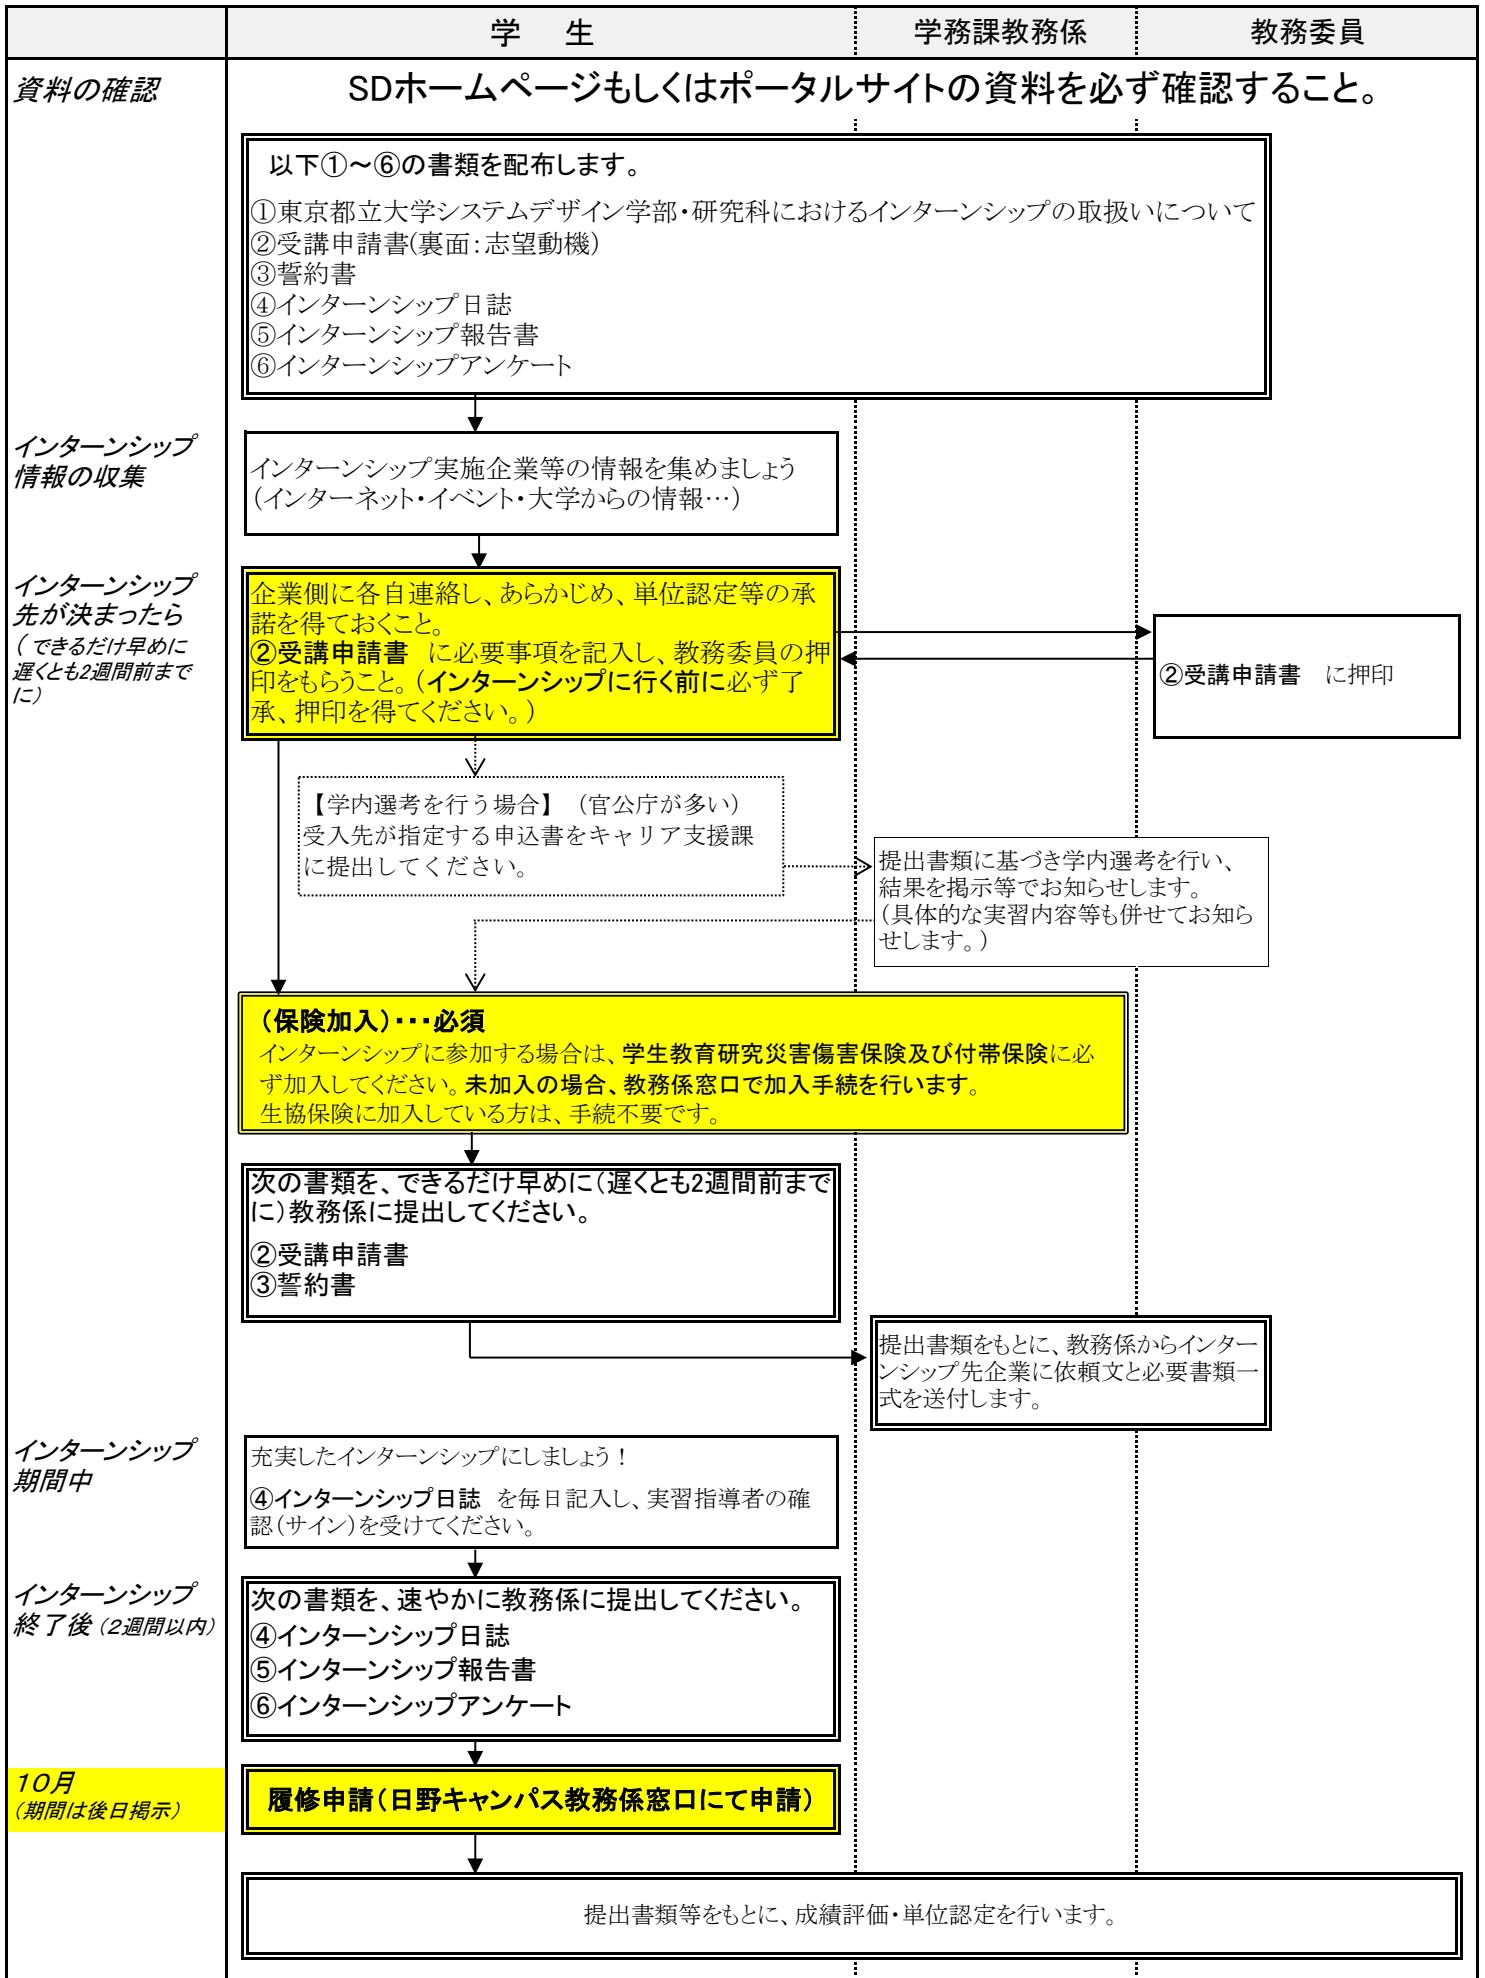 学　生
学務課教務係
教務委員
資料の確認
SDホームページもしくはポータルサイトの資料を必ず確認すること。
以下①～⑥の書類を配布します。
①東京都立大学システムデザイン学部・研究科におけるインターンシップの取扱いについて
②受講申請書(裏面：志望動機）
③誓約書
④インターンシップ日誌
⑤インターンシップ報告書
⑥インターンシップアンケート
インターンシップ
情報の収集
インターンシップ実施企業等の情報を集めましょう
（インターネット・イベント・大学からの情報…）
インターンシップ
先が決まったら
（できるだけ早めに
遅くとも2週間前まで
に）
企業側に各自連絡し、あらかじめ、単位認定等の承
諾を得ておくこと。
②受講申請書　に必要事項を記入し、教務委員の押
印をもらうこと。（インターンシップに行く前に必ず了
承、押印を得てください。）
②受講申請書　に押印
【学内選考を行う場合】（官公庁が多い）
受入先が指定する申込書をキャリア支援課
に提出してください。
提出書類に基づき学内選考を行い、
結果を掲示等でお知らせします。
（具体的な実習内容等も併せてお知ら
せします。）
（保険加入）・・・必須
インターンシップに参加する場合は、学生教育研究災害傷害保険及び付帯保険に必
ず加入してください。未加入の場合、教務係窓口で加入手続を行います。
生協保険に加入している方は、手続不要です。
次の書類を、できるだけ早めに（遅くとも2週間前まで
に）教務係に提出してください。
②受講申請書
③誓約書
提出書類をもとに、教務係からインター
ンシップ先企業に依頼文と必要書類一
式を送付します。
インターンシップ
期間中
充実したインターンシップにしましょう！
④インターンシップ日誌　を毎日記入し、実習指導者の確
認（サイン）を受けてください。
インターンシップ
終了後（2週間以内）
次の書類を、速やかに教務係に提出してください。
④インターンシップ日誌
⑤インターンシップ報告書
⑥インターンシップアンケート
１０月
（期間は後日掲示）
履修申請（日野キャンパス教務係窓口にて申請）
提出書類等をもとに、成績評価・単位認定を行います。